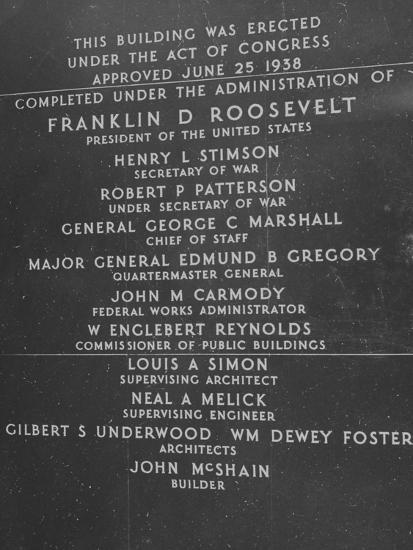 THIS BUILDING WAS ERECTED
UNDER THE ACT OF CONGRESS
APPROVED JUNE 25 1938
COMPLETED UNDER THE ADMINISTRATION OF
FRANKLIN D ROOSEVELT
PRESIDENT OF THE UNITED STATES
HENRY L STIMSON
SECRETARY OF WAR
ROBERT P PATTERSON
UNDER SECRETARY OF WAR
GENERAL GEORGE C MARSHALL
CHIEF OF STAFF
MAJOR GENERAL EDMUND B GREGORY
QUARTERMASTER GENERAL
JOHN M CARMODY
FEDERAL WORKS ADMINISTRATOR
W ENGLEBERT REYNOLDS
COMMISSIONER OF PUBLIC BUILDINGS
LOUIS A SIMON
SUPERVISING ARCHITECT
NEAL A MELICK
SUPERVISING ENGINEER
GILBERT S UNDERWOOD WM DEWEY FOSTER
ARCHITECTS
JOHN McSHAIN
BUILDER